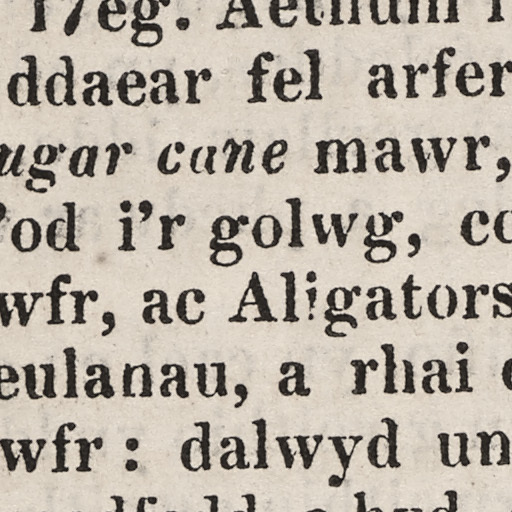 17eg. Aethum i
ddaear fel arfer
ugar cane mawr,
'od i'r golwg, co
wfr, ac Aligators
eulanau, a rhai
wfr: dalwyd un